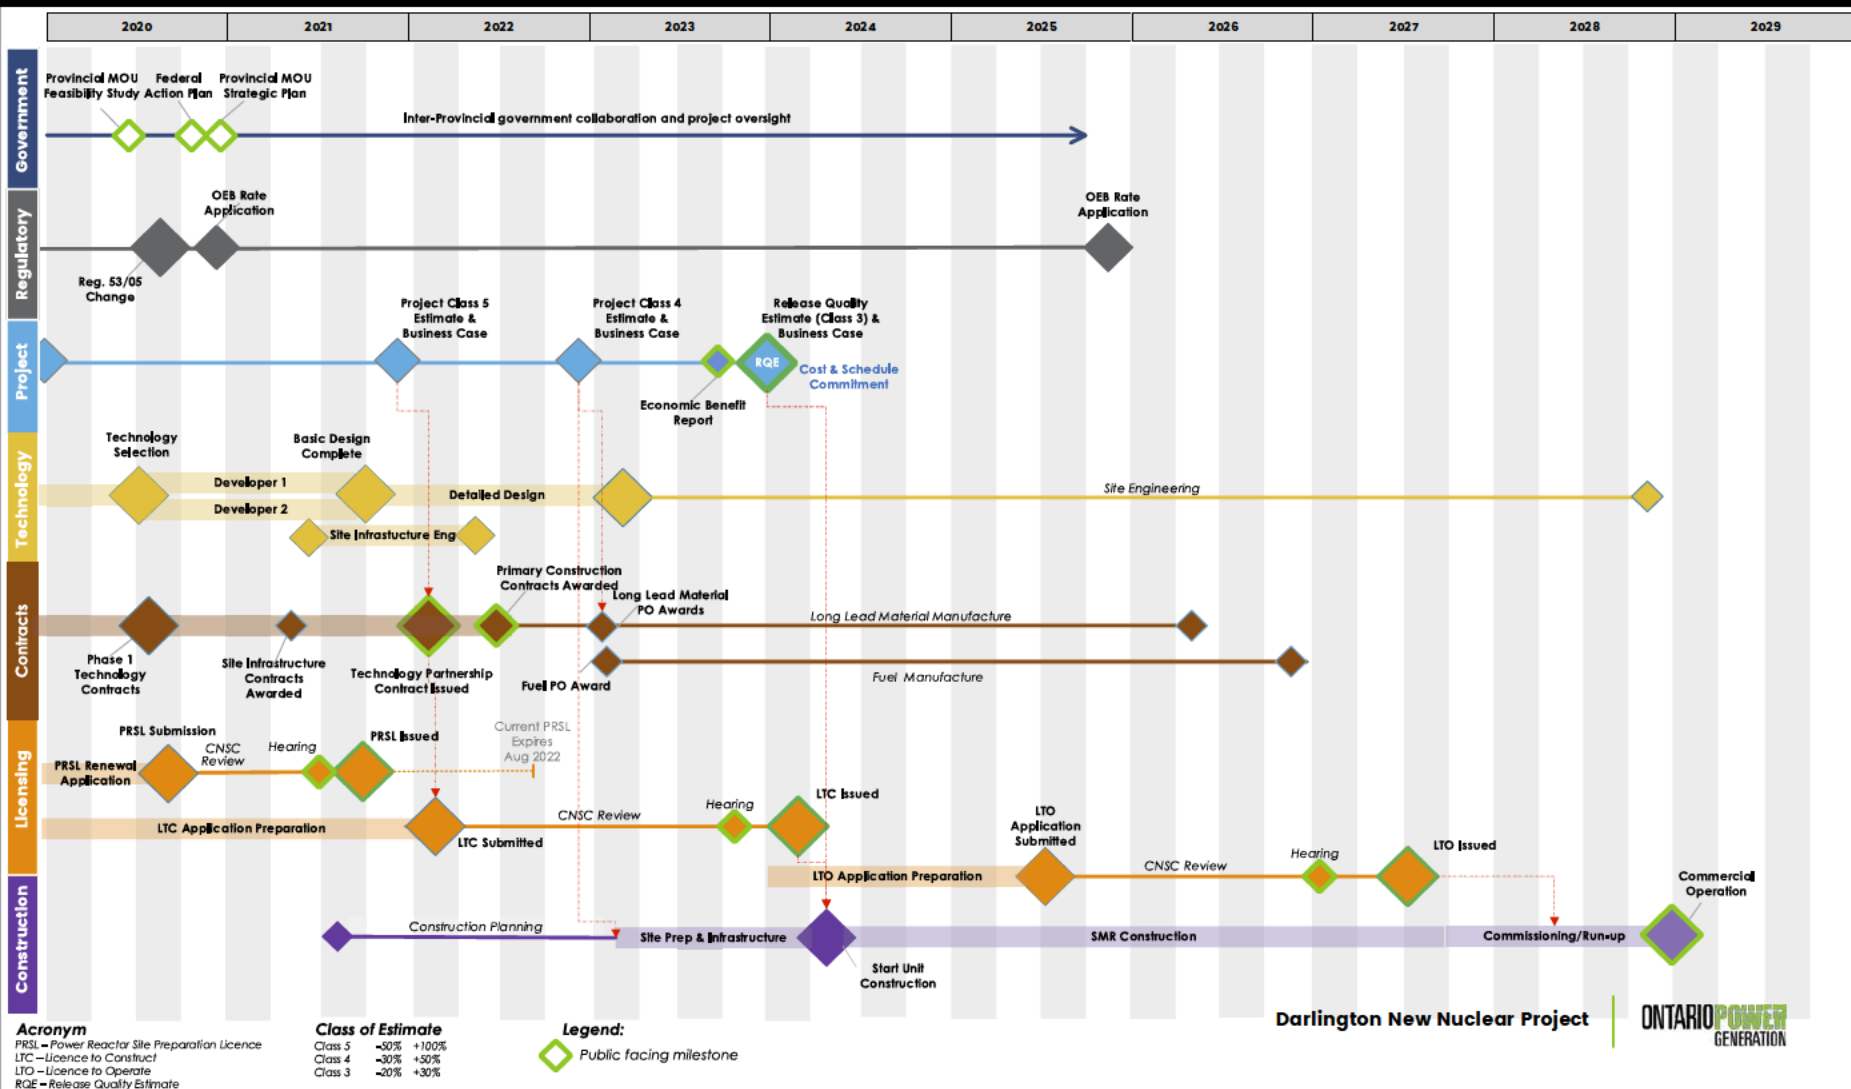 2020 2021 2022 2023 2024 2025 2026 2027 2028 2029
Government
Provincial MOU
Feasibility Study
Federal
Action Plan
Provincial MOU
Strategic Plan
Inter-Provincial government collaboration and project oversight
Regulatory
OEB Rate
Application
Reg. 53/05
Change
OEB Rate
Application
Project
Project Class 5
Estimate &
Business Case
Project Class 4
Estimate &
Business Case
Release Quality
Estimate (Class 3) &
Business Case
RQE
Cost & Schedule
Commitment
Economic Benefit
Report
Technology
Technology
Selection
Basic Design
Complete
Developer 1
Developer 2
Detailed Design
Site Engineering
Site Infrastucture Eng
Contracts
Primary Construction
Contracts Awarded
Long Lead Material
PO Awards
Long Lead Material Manufacture
Phase 1
Technology
Contracts
Site Infrastructure
Contracts
Awarded
Technology Partnership
Contract Issued
Fuel PO Award
Fuel Manufacture
Licensing
PRSL Submission
PRSL Renewal
Application
CNSC
Review
Hearing
PRSL Issued
Current PRSL
Expires
Aug 2022
LTC Application Preparation
LTC Submitted
CNSC Review
Hearing
LTC Issued
LTO
Application
Submitted
LTO Application Preparation
CNSC Review
Hearing
LTO Issued
Construction
Construction Planning
Site Prep & Infrastructure
Start Unit
Construction
SMR Construction
Commissioning/Run-up
Commercial
Operation
Acronym
PRSL – Power Reactor Site Preparation Licence
LTC – Licence to Construct
LTO – Licence to Operate
RQE – Release Quality Estimate
Class of Estimate
Class 5 -50% +100%
Class 4 -30% +50%
Class 3 -20% +30%
Legend:
Public facing milestone
Darlington New Nuclear Project
ONTARIOPOWER
GENERATION